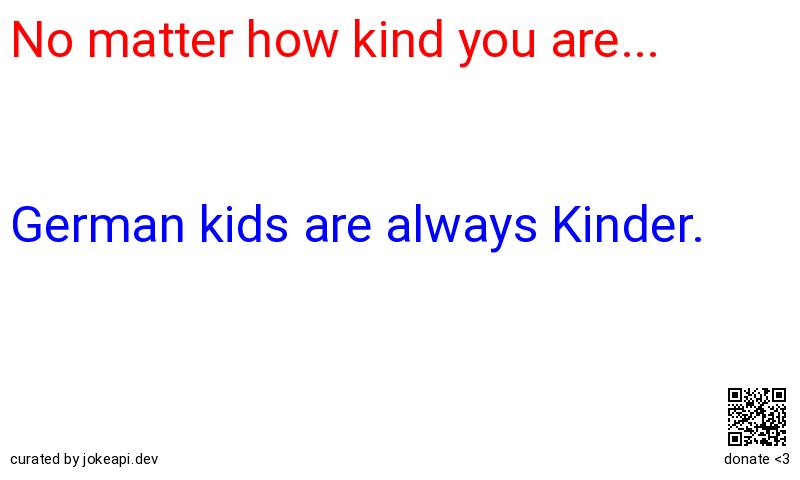 No matter how kind you are...
German kids are always Kinder.
curated by jokeapi.dev
donate <3